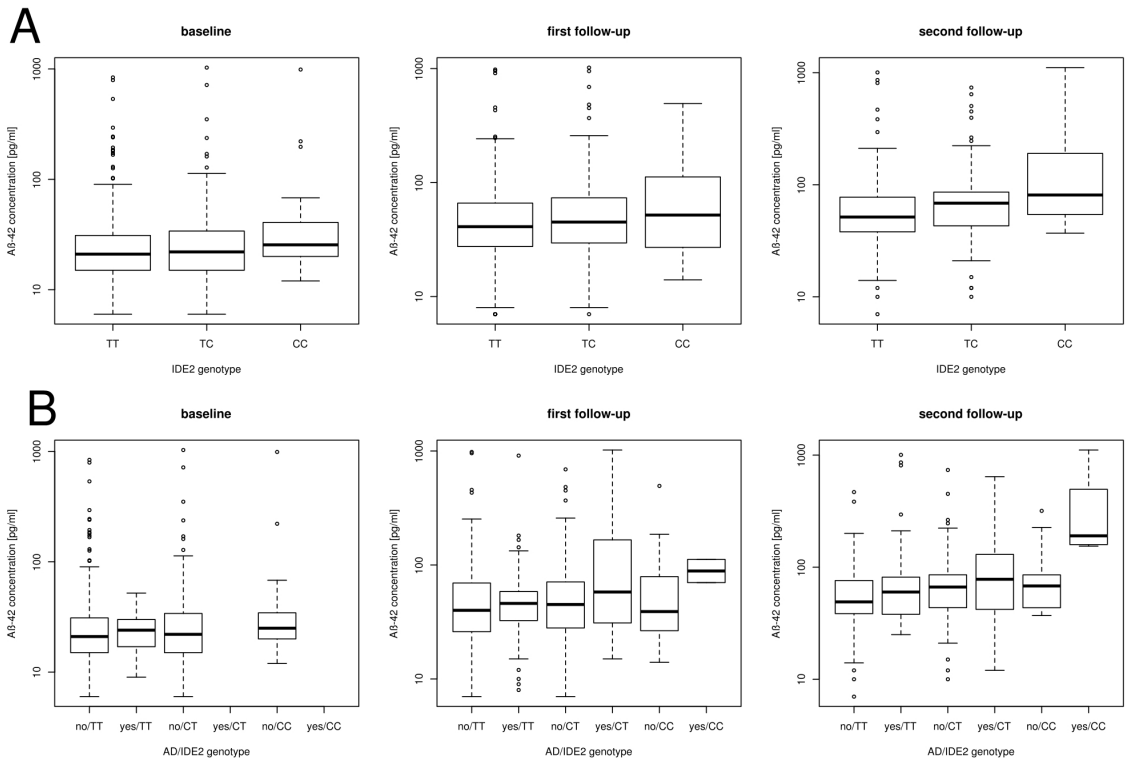 A
baseline
first follow-up
second follow-up
Aß-42 concentration [pg/ml]
1000
100
10
TT TC CC
IDE2 genotype
Aß-42 concentration [pg/ml]
1000
100
10
TT TC CC
IDE2 genotype
Aß-42 concentration [pg/ml]
1000
100
10
TT TC CC
IDE2 genotype
B
baseline
first follow-up
second follow-up
Aß-42 concentration [pg/ml]
1000
100
10
no/TT yes/TT no/CT yes/CT no/CC yes/CC
AD/IDE2 genotype
Aß-42 concentration [pg/ml]
1000
100
10
no/TT yes/TT no/CT yes/CT no/CC yes/CC
AD/IDE2 genotype
Aß-42 concentration [pg/ml]
1000
100
10
no/TT yes/TT no/CT yes/CT no/CC yes/CC
AD/IDE2 genotype